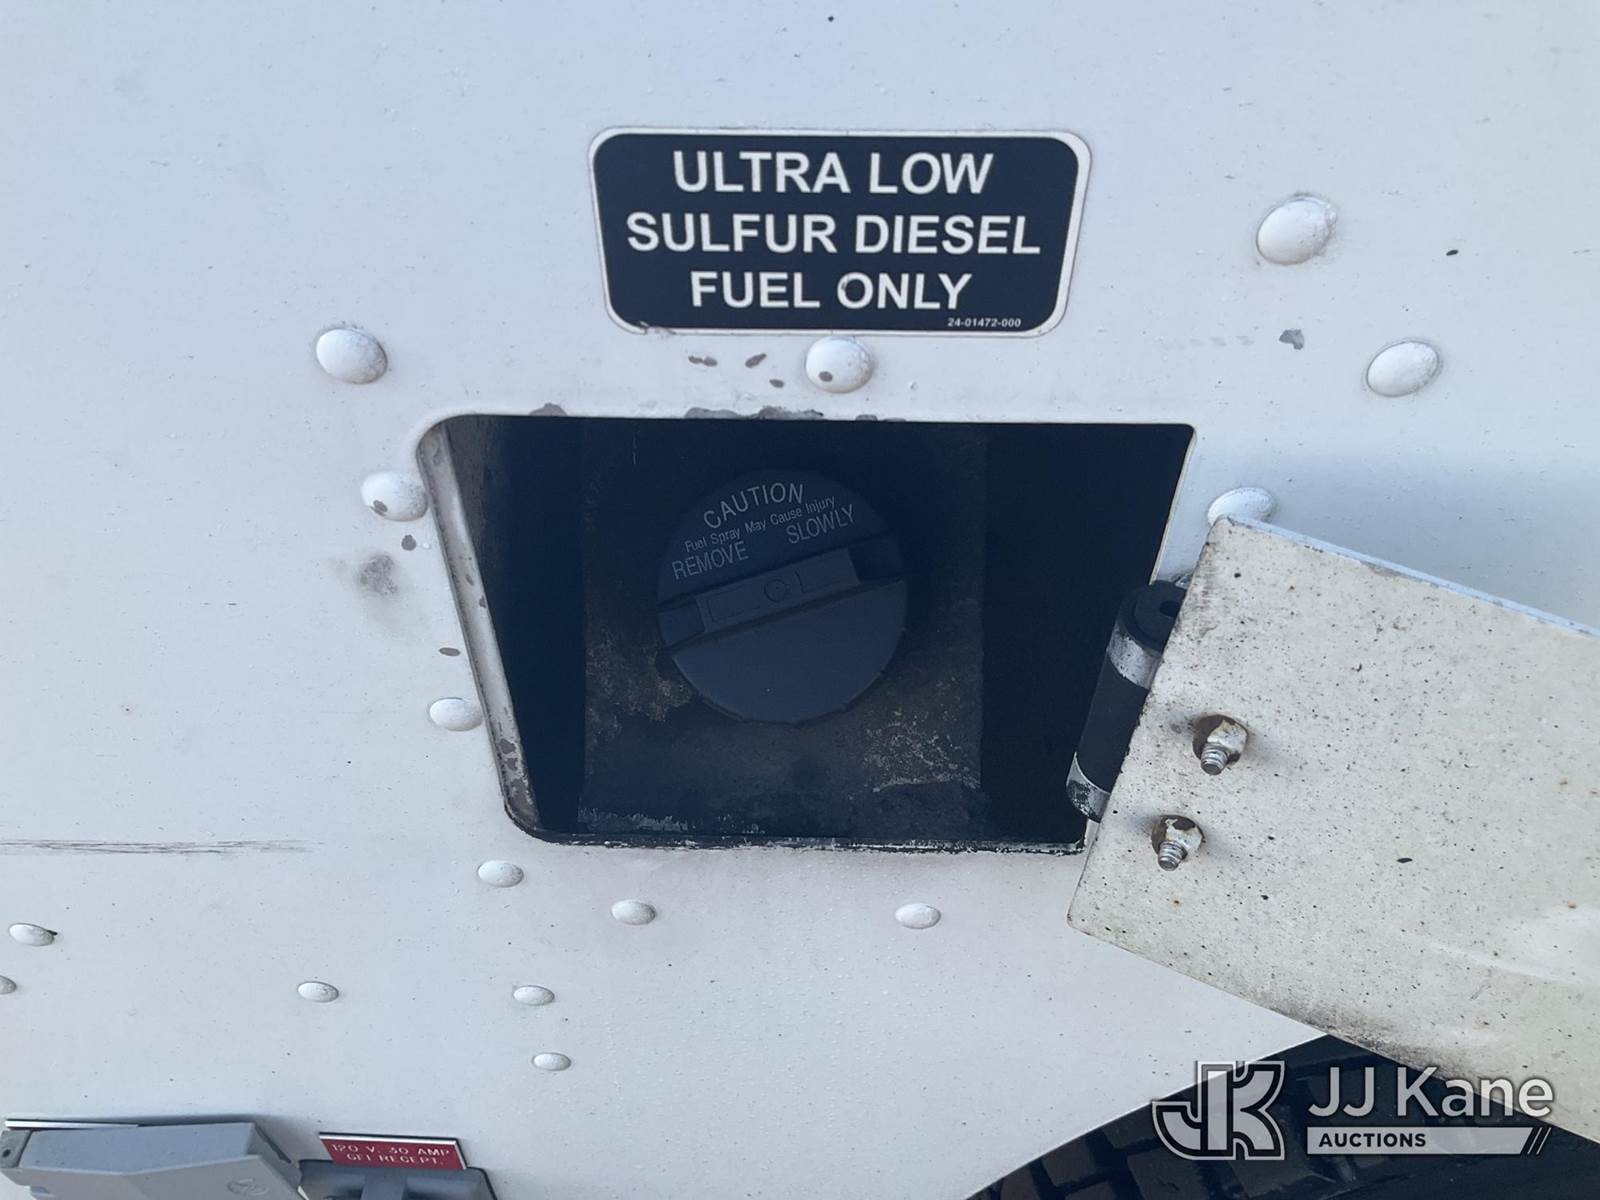 ULTRA LOW
SULFUR DIESEL
FUEL ONLY
24-01472-000
CAUTION
Fuel Spray May Cause Injury
REMOVE SLOWLY
120 V. 30 AMP
GFI RECEPT.
JK
JJ Kane
AUCTIONS